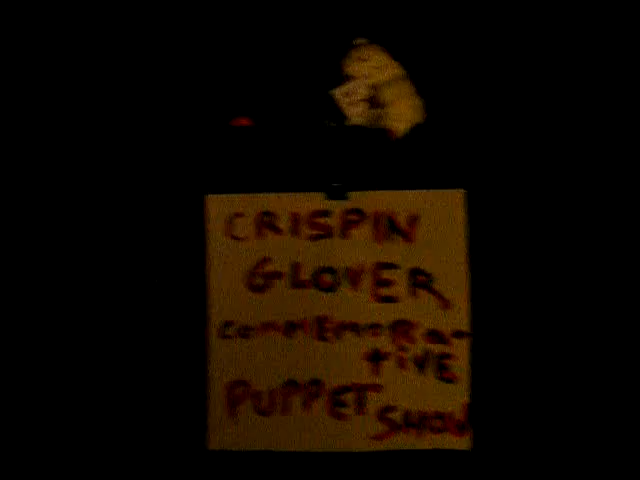 CRISPIN
GLOVER
COMMEMORA-
TIVE
PUPPET
SHOW